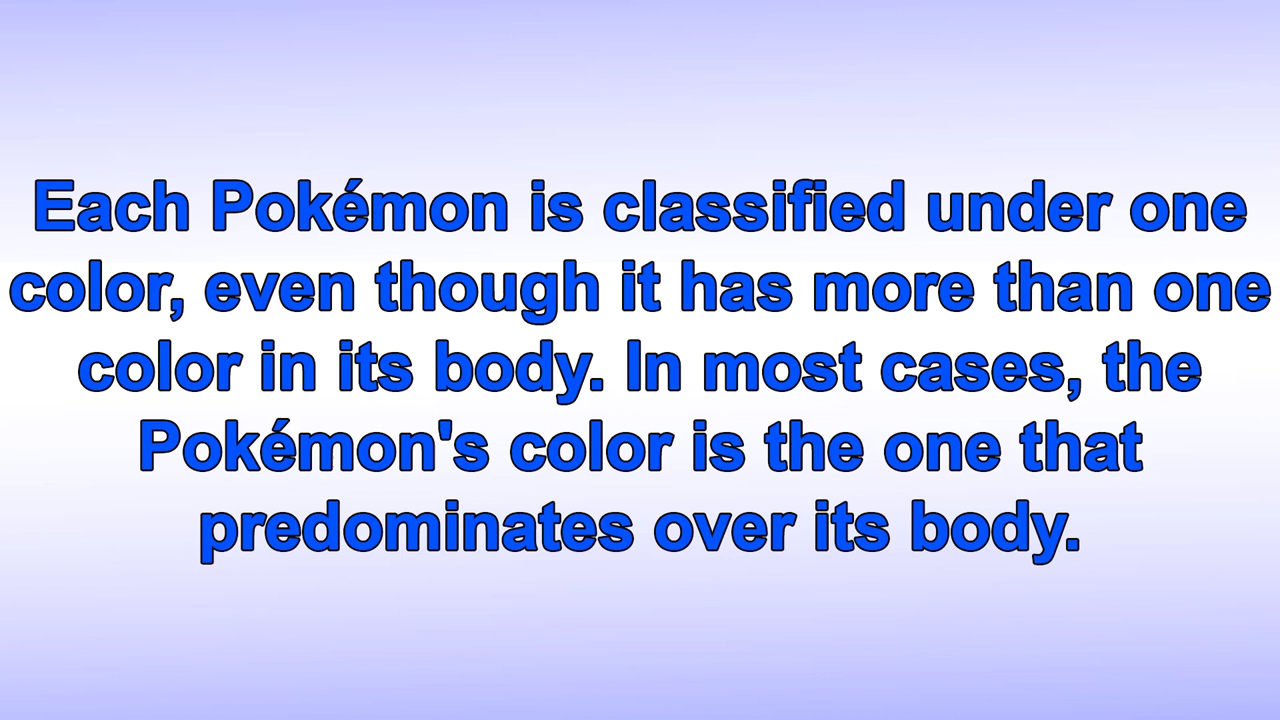 Each Pokémon is classified under one
color, even though it has more than one
color in its body. In most cases, the
Pokémon's color is the one that
predominates over its body.